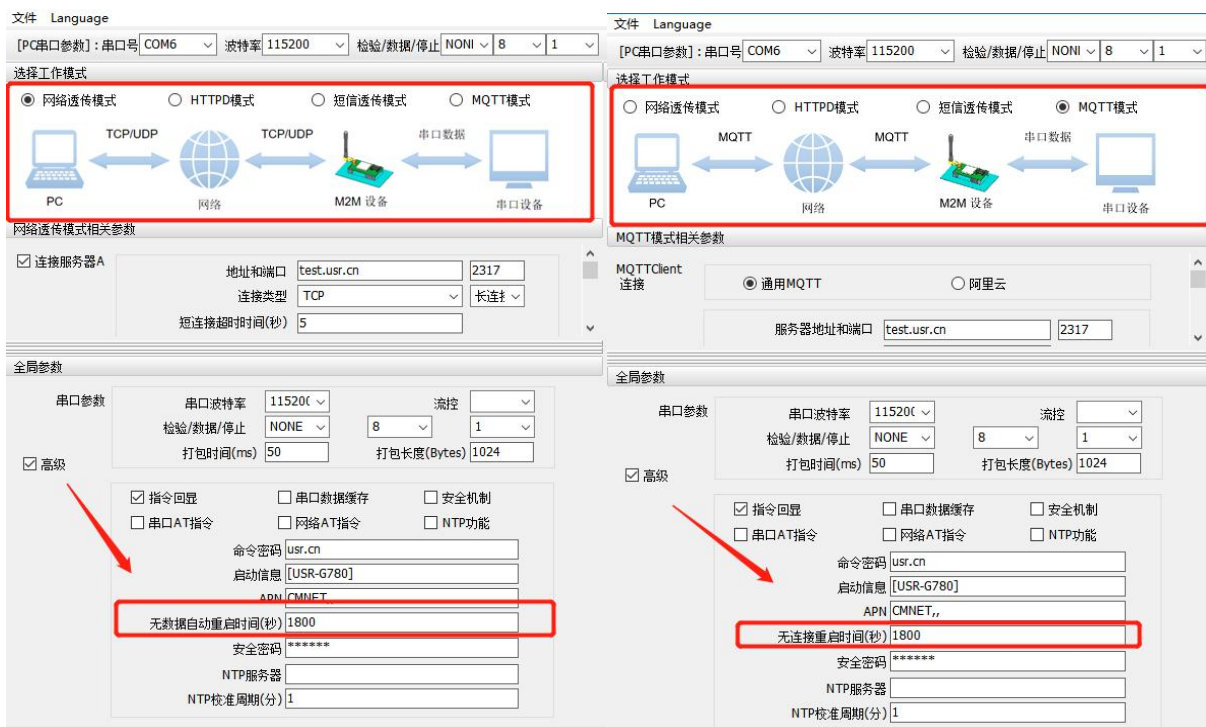 文件 Language
[PC串口参数]：串口号 COM6 波特率 115200 检验/数据/停止 NONI 8 1
选择工作模式
网络透传模式 HTTPD模式 短信透传模式 MQTT模式
TCP/UDP TCP/UDP 串口数据
PC 网络 M2M 设备 串口设备
网络透传模式相关参数
连接服务器A
地址和端口 test.usr.cn 2317
连接类型 TCP 长连接
短连接超时时间(秒) 5
全局参数
串口参数 串口波特率 11520( 流控
检验/数据/停止 NONE 8 1
打包时间(ms) 50 打包长度(Bytes) 1024
高级
指令回显 串口数据缓存 安全机制
串口AT指令 网络AT指令 NTP功能
命令密码 usr.cn
启动信息 [USR-G780]
APN CMNET,,
无数据自动重启时间(秒) 1800
安全密码 ******
NTP服务器
NTP校准周期(分) 1
文件 Language
[PC串口参数]：串口号 COM6 波特率 115200 检验/数据/停止 NONI 8 1
选择工作模式
网络透传模式 HTTPD模式 短信透传模式 MQTT模式
MQTT MQTT 串口数据
PC 网络 M2M 设备 串口设备
MQTT模式相关参数
MQTTClient
连接 通用MQTT 阿里云
服务器地址和端口 test.usr.cn 2317
全局参数
串口参数 串口波特率 11520( 流控
检验/数据/停止 NONE 8 1
打包时间(ms) 50 打包长度(Bytes) 1024
高级
指令回显 串口数据缓存 安全机制
串口AT指令 网络AT指令 NTP功能
命令密码 usr.cn
启动信息 [USR-G780]
APN CMNET,,
无连接重启时间(秒) 1800
安全密码 ******
NTP服务器
NTP校准周期(分) 1